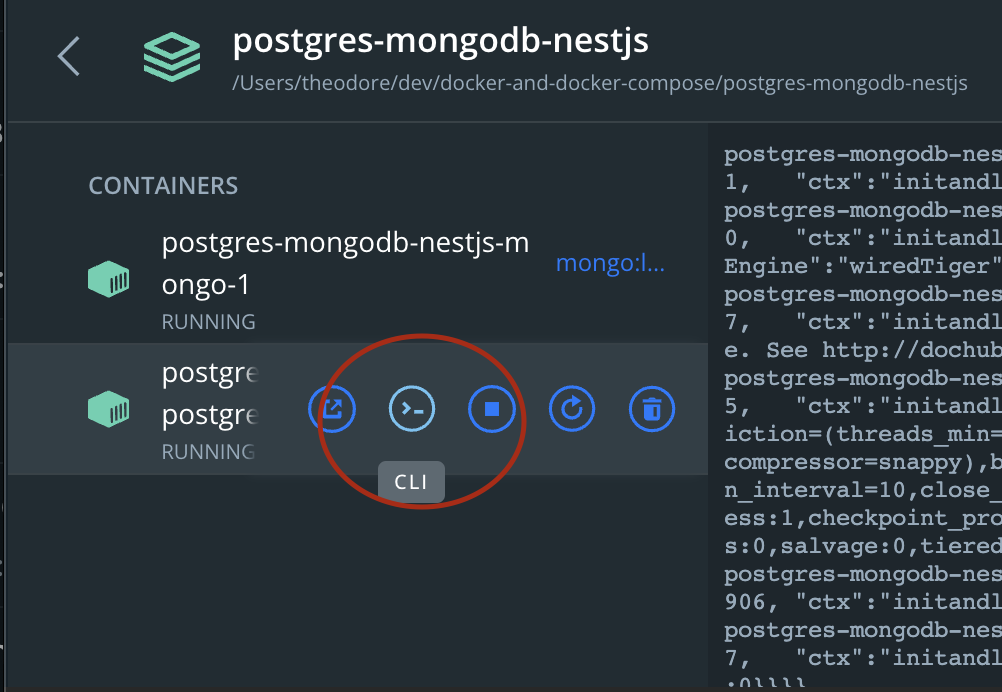 postgres-mongodb-nestjs
/Users/theodore/dev/docker-and-docker-compose/postgres-mongodb-nestjs
CONTAINERS
postgres-mongodb-nestjs-m
ongo-1
mongo:l...
RUNNING
postgre
postgre
RUNNING
CLI
postgres-mongodb-nes
1, "ctx":"initandl
postgres-mongodb-nes
0, "ctx":"initandl
Engine":"wiredTiger"
postgres-mongodb-nes
7, "ctx":"initandl
e. See http://dochub
postgres-mongodb-nes
5, "ctx":"initandl
iction=(threads_min=
compressor=snappy),b
n_interval=10,close_
ess:1,checkpoint_pro
s:0,salvage:0,tiered
postgres-mongodb-nes
906, "ctx":"initandl
postgres-mongodb-nes
7, "ctx":"initandl
:0}}}}